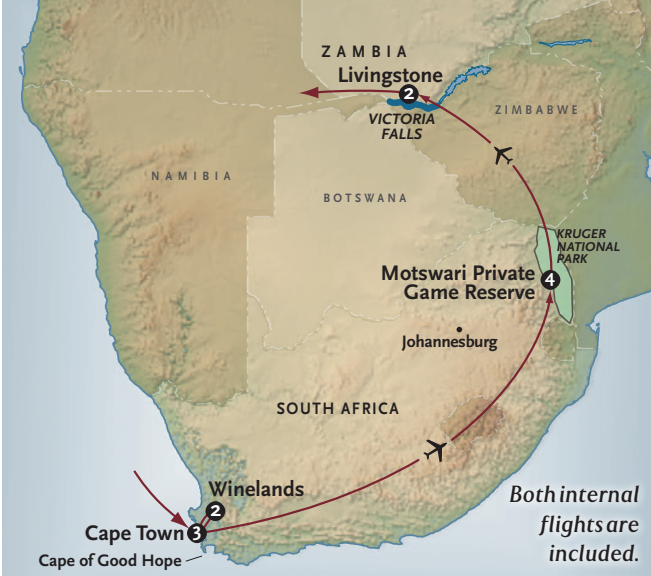 ZAMBIA
Livingstone
2
VICTORIA
FALLS
ZIMBABWE
NAMIBIA
BOTSWANA
KRUGER
NATIONAL
PARK
Motswari Private
Game Reserve
4
Johannesburg
SOUTH AFRICA
Winelands
2
Cape Town
3
Cape of Good Hope
Both internal
flights are
included.